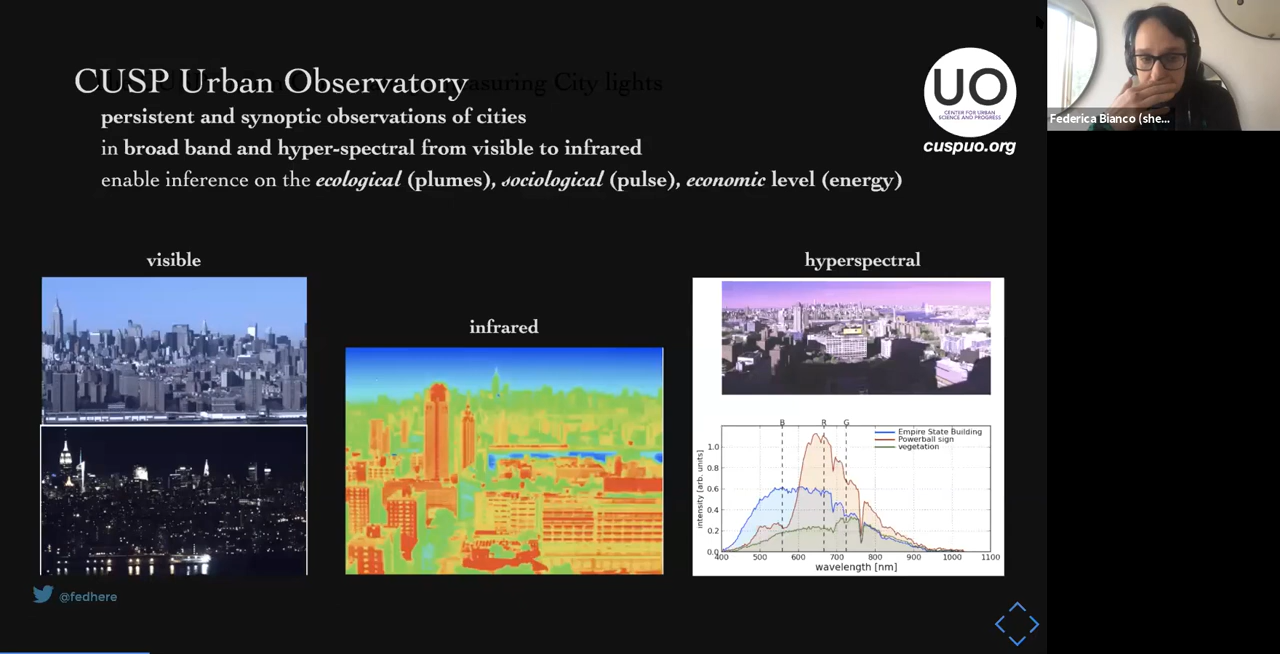 CUSP Urban Observatory
asuring City lights
persistent and synoptic observations of cities
in broad band and hyper-spectral from visible to infrared
enable inference on the ecological (plumes), sociological (pulse), economic level (energy)
UO
CENTER FOR URBAN
SCIENCE AND PROGRESS
cuspuo.org
Federica Bianco (she...
visible
infrared
hyperspectral
B R G
Empire State Building
Powerball sign
vegetation
intensity [arb. units]
1.0
0.8
0.6
0.4
0.2
0.0
400 500 600 700 800 900 1000 1100
wavelength [nm]
@fedhere